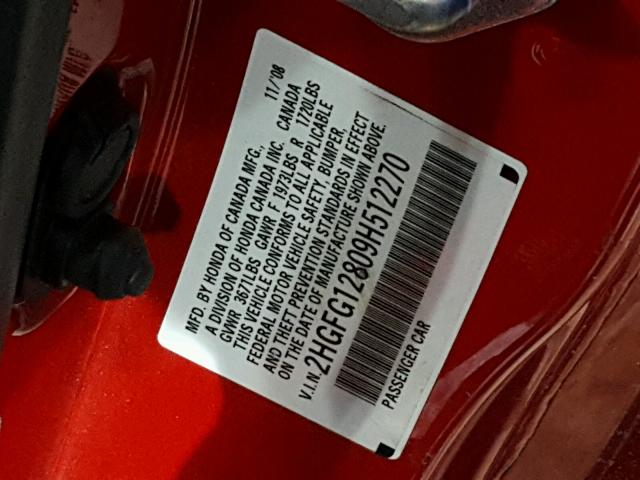 MFD. BY HONDA OF CANADA MFG., 11/'08
A DIVISION OF HONDA CANADA INC. CANADA
GVWR 3671LBS GAWR F 1973LBS R 1720LBS
THIS VEHICLE CONFORMS TO ALL APPLICABLE
FEDERAL MOTOR VEHICLE SAFETY, BUMPER,
AND THEFT PREVENTION STANDARDS IN EFFECT
ON THE DATE OF MANUFACTURE SHOWN ABOVE.
V.I.N. 2HGFG12809H512270
PASSENGER CAR